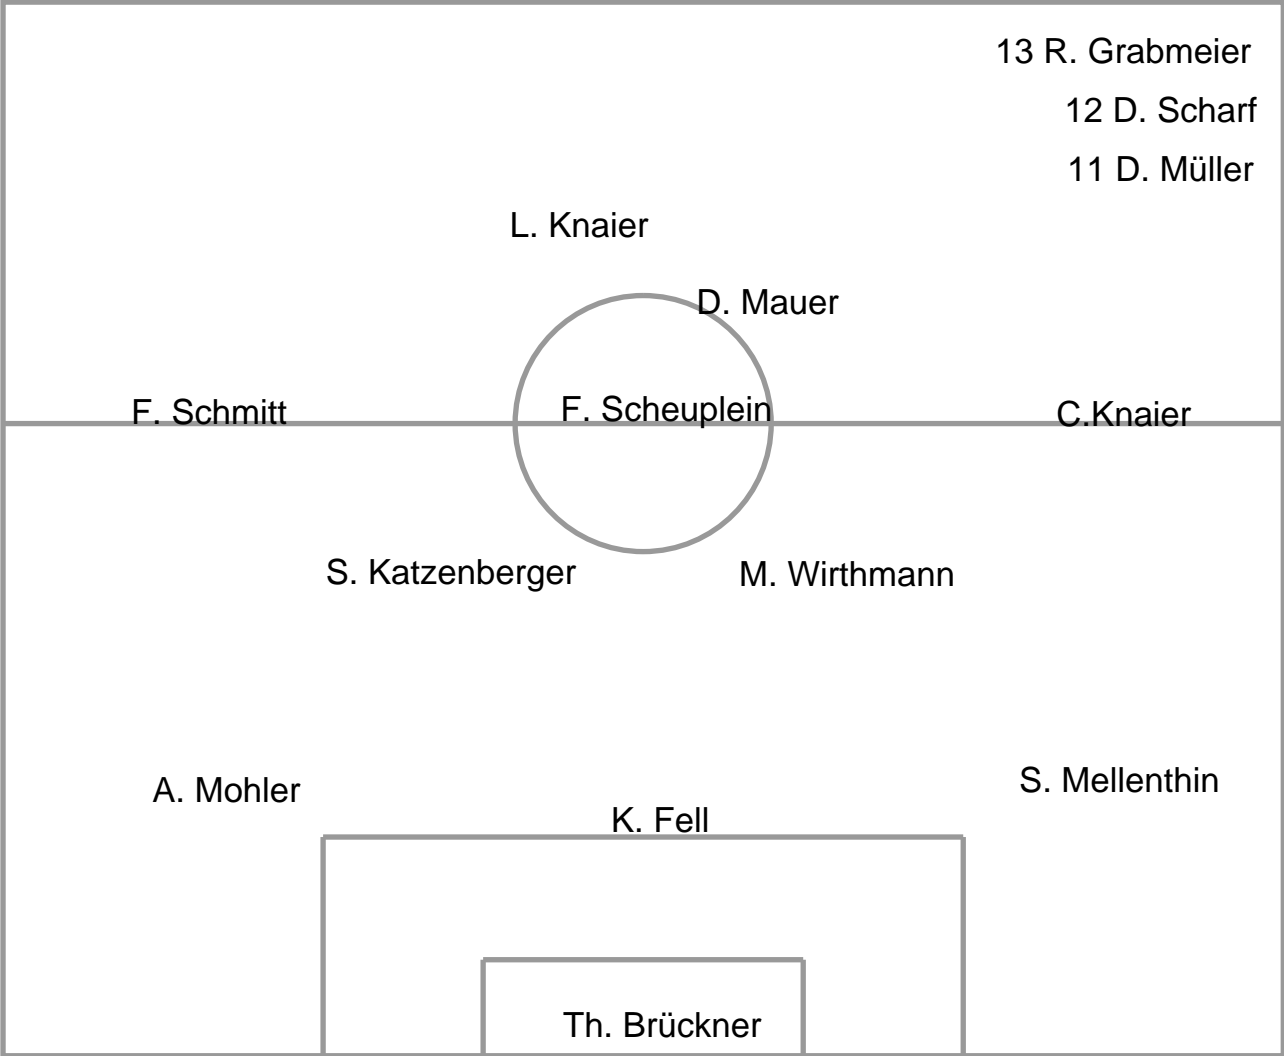 13 R. Grabmeier
12 D. Scharf
11 D. Müller
L. Knaier
D. Mauer
F. Schmitt
F. Scheuplein
C.Knaier
S. Katzenberger
M. Wirthmann
A. Mohler
S. Mellenthin
K. Fell
Th. Brückner